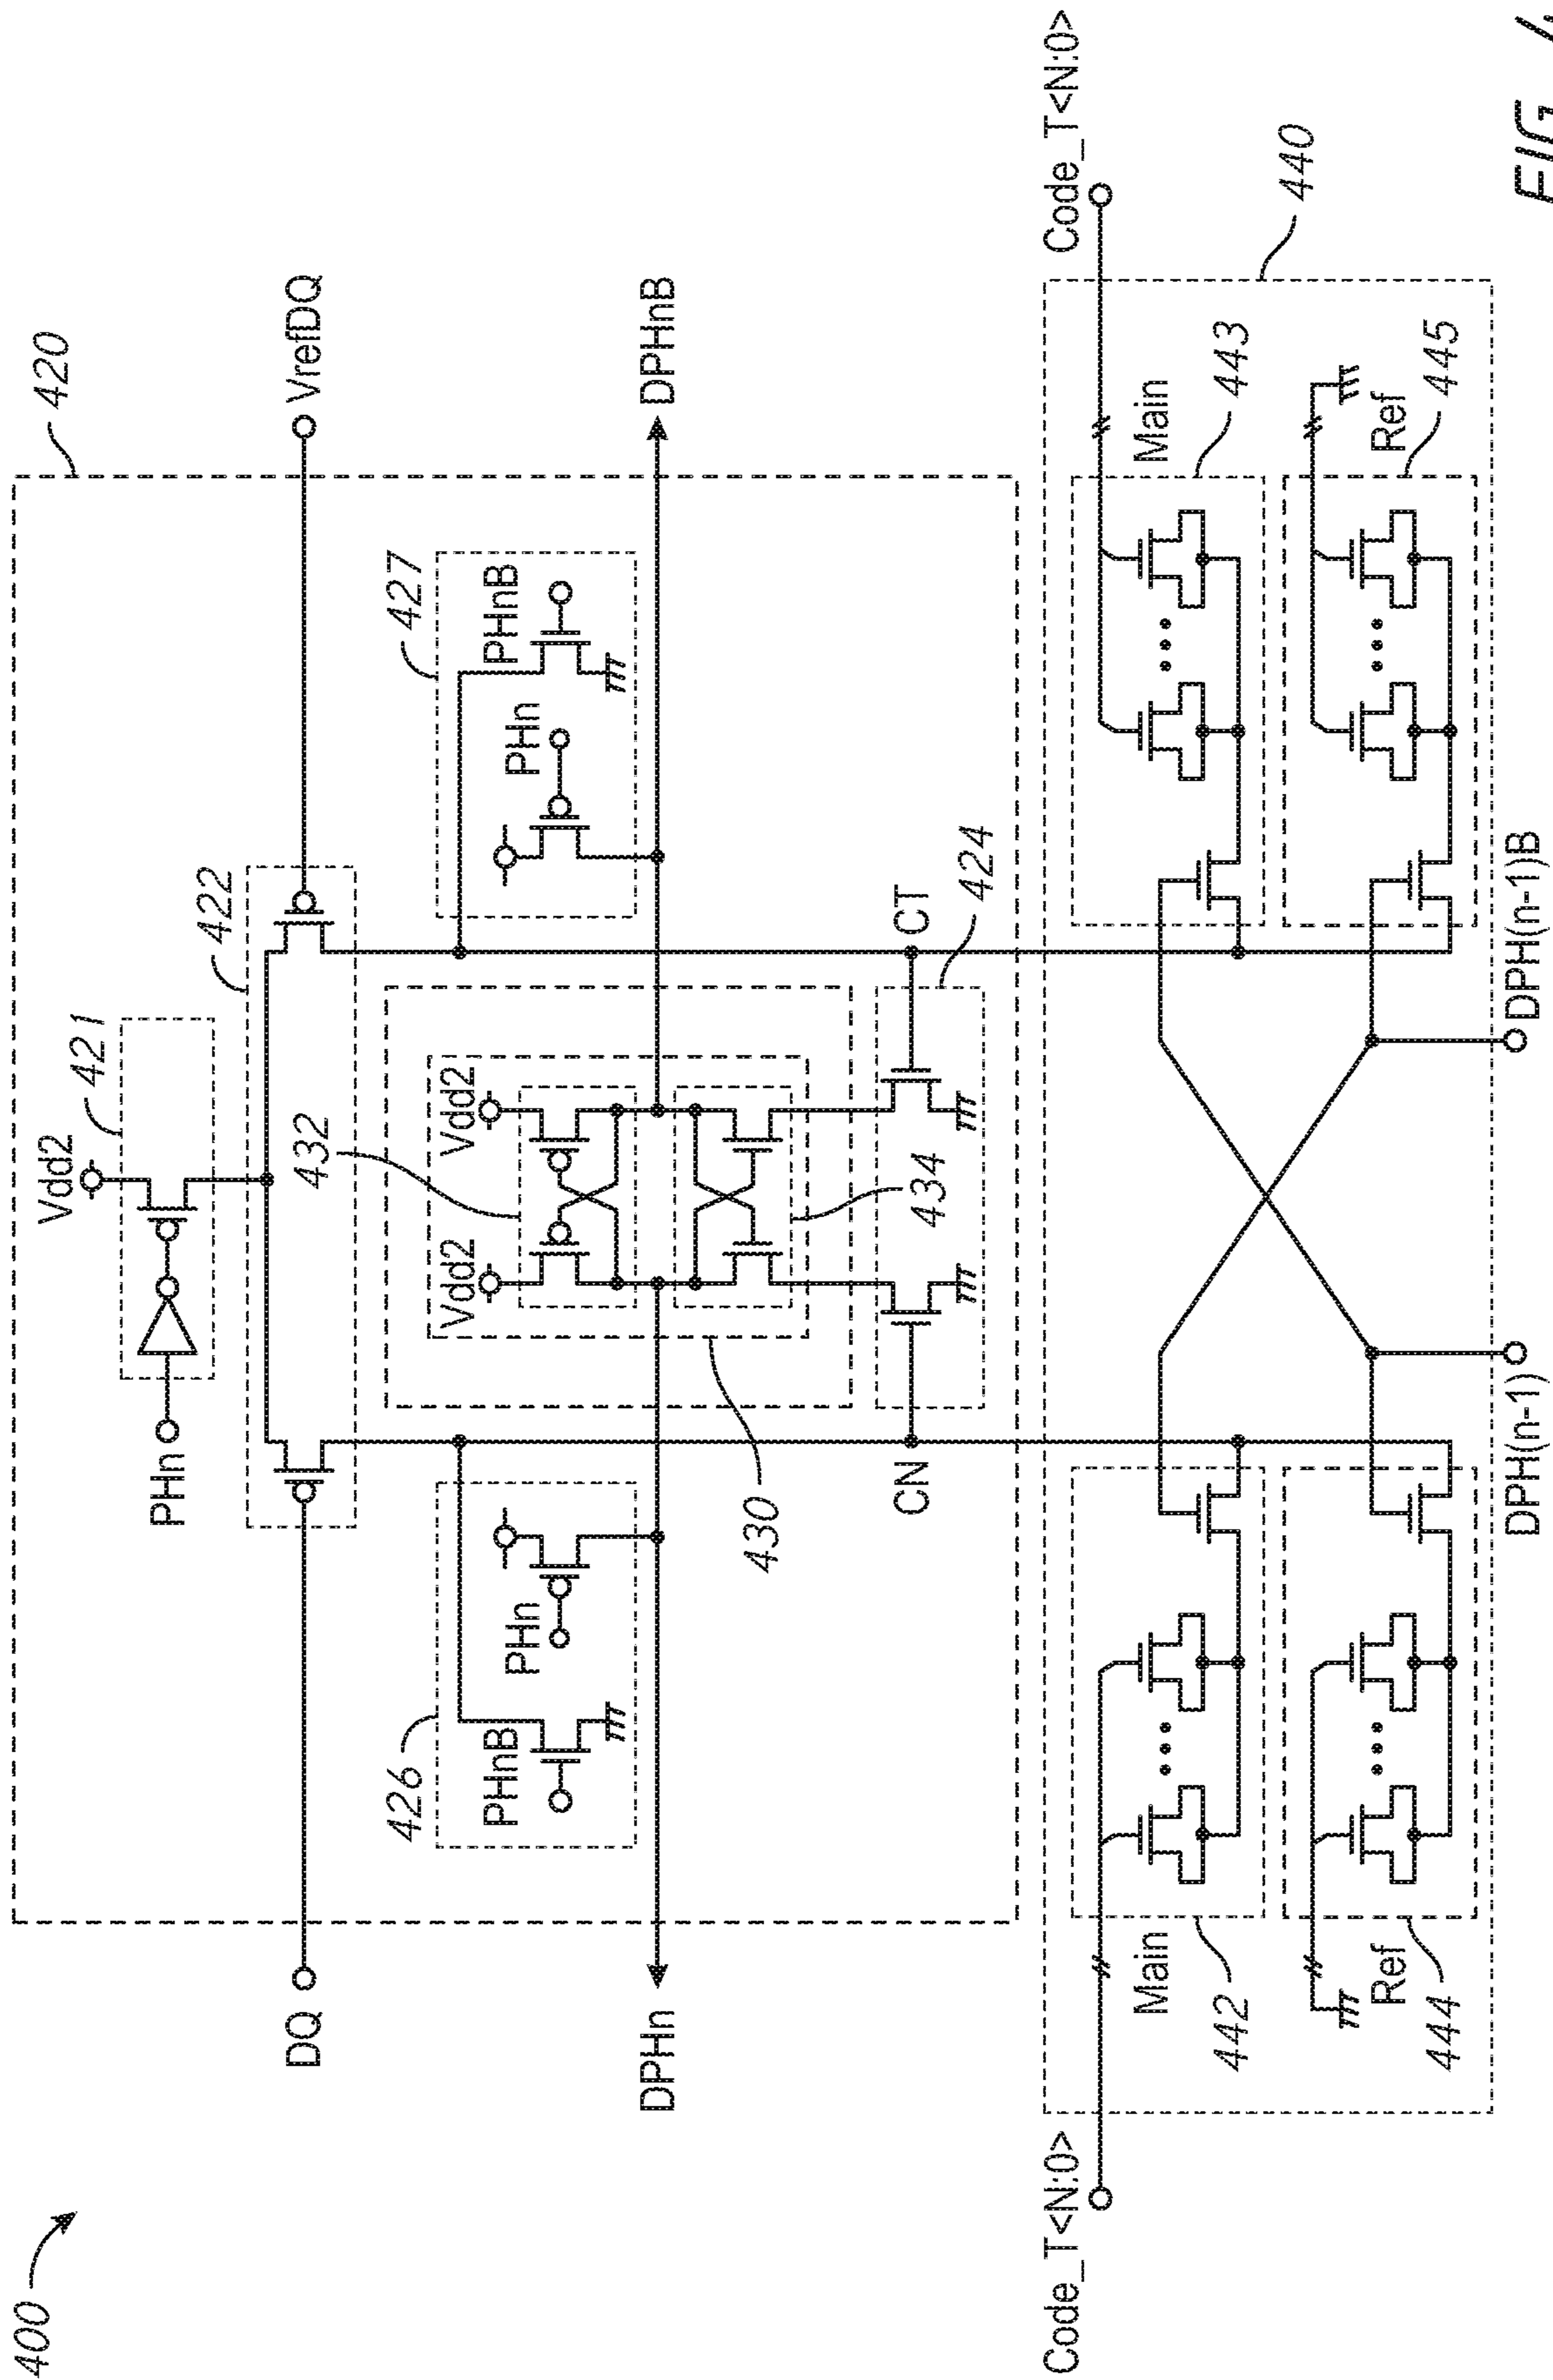 400
420
Vdd2
421
PHn
422
DQ
VrefDQ
432
Vdd2
Vdd2
426
PHnB
PHn
427
PHn
PHnB
DPHn
DPHnB
430
434
CN
CT
424
Code_T<N:0>
Code_T<N:0>
440
Main
442
Main
443
Ref
444
Ref
445
DPH(n-1)
DPH(n-1)B
FIG.